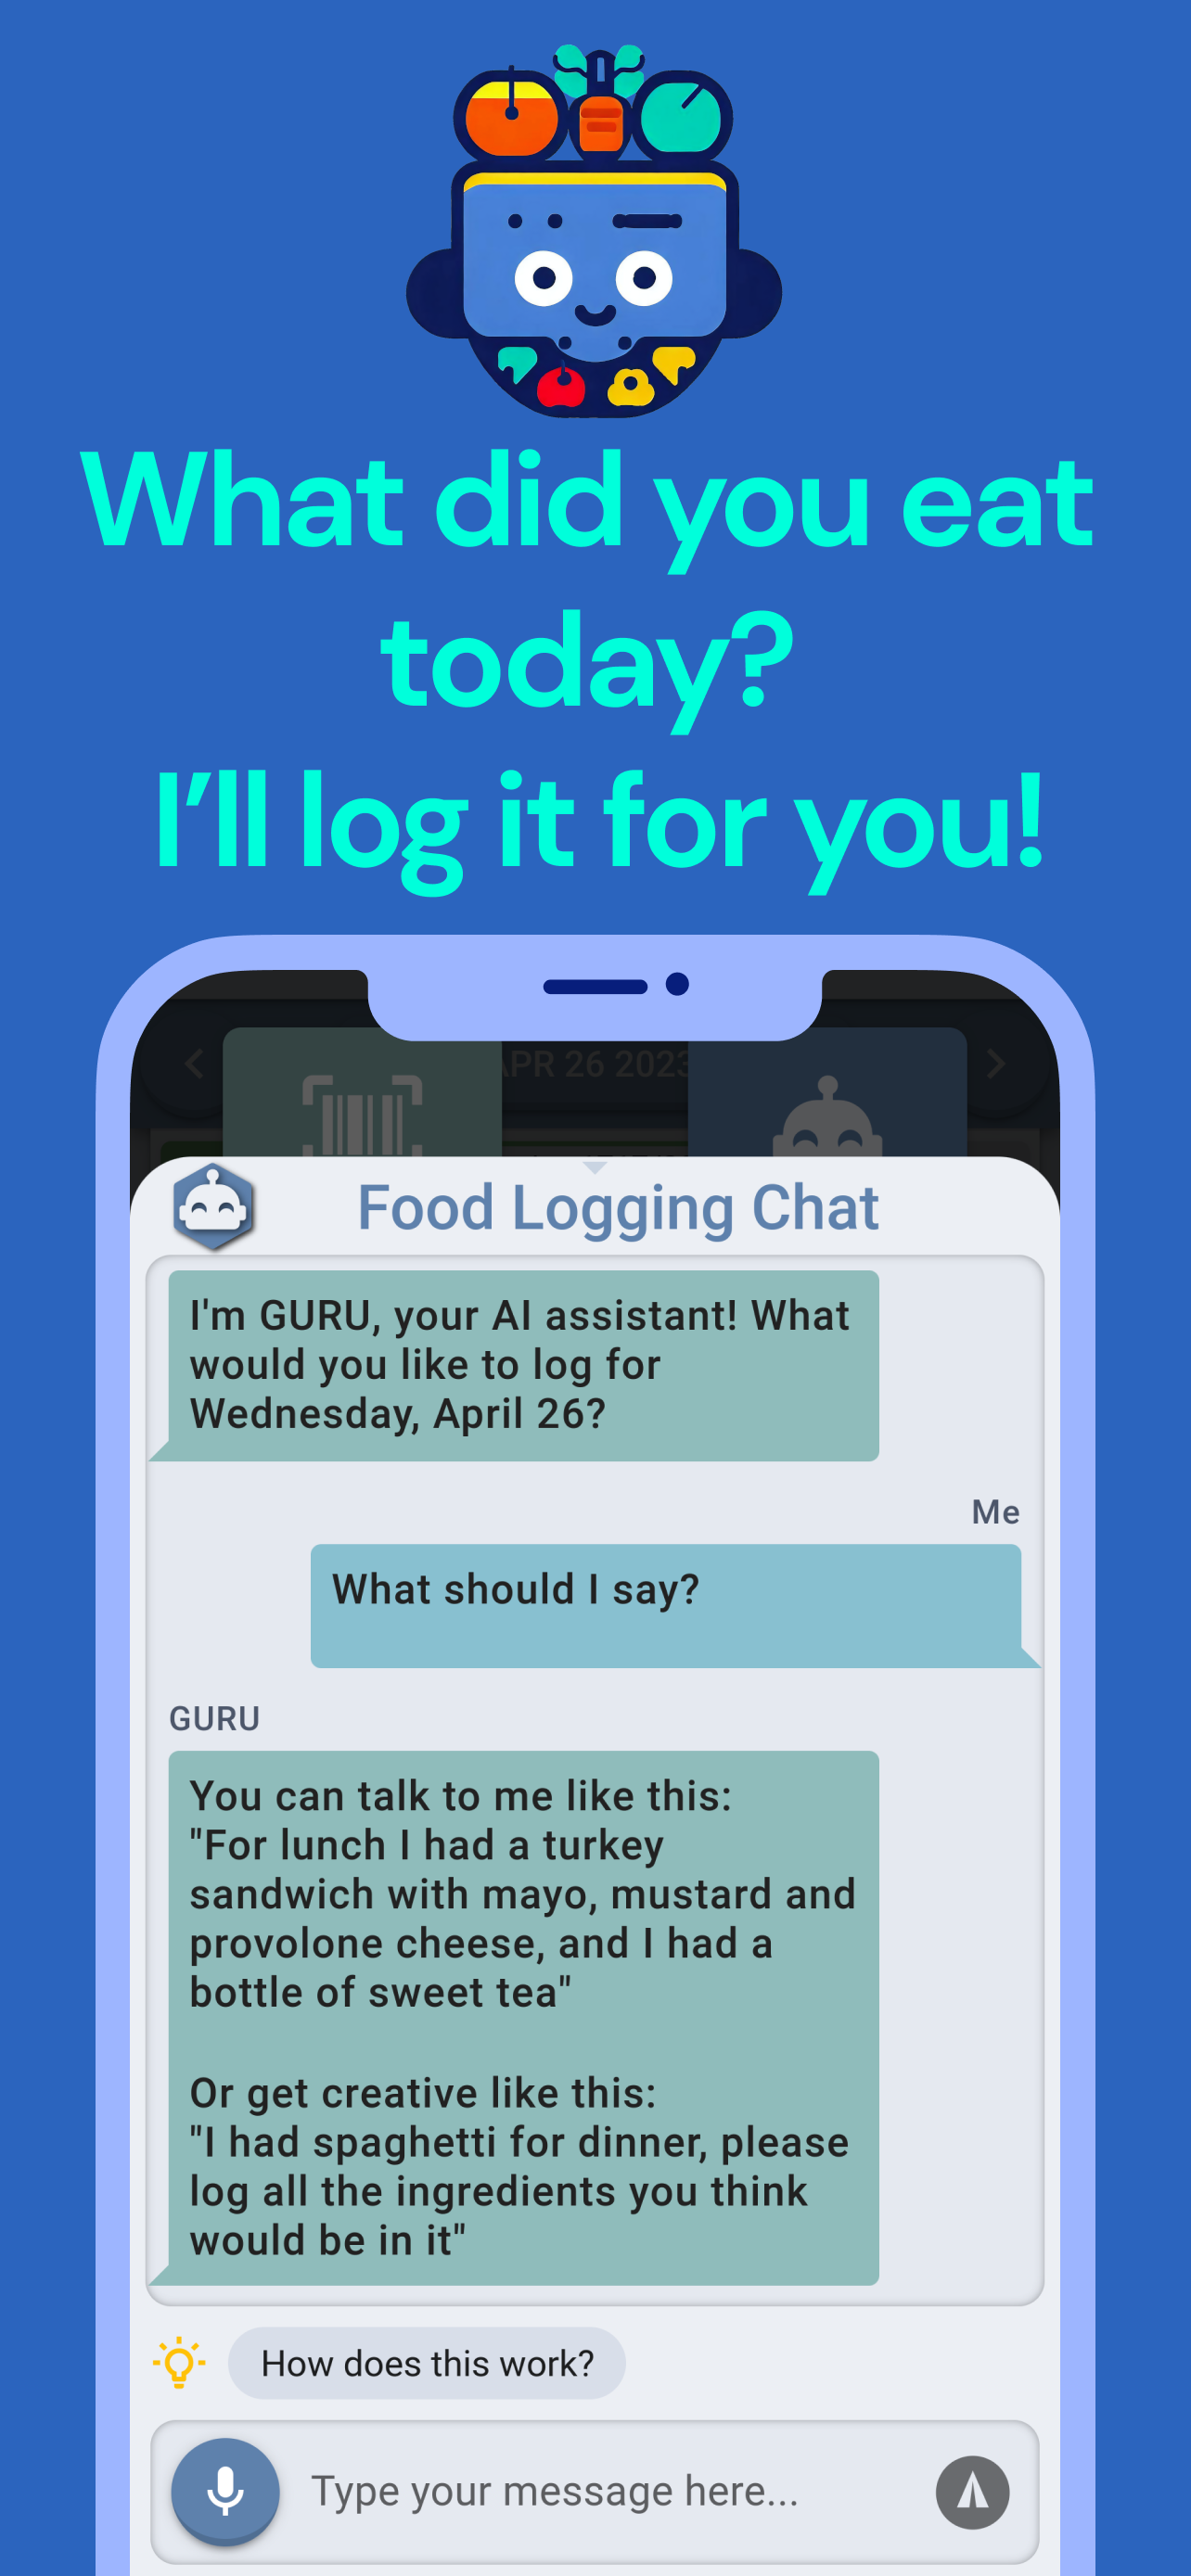 What did you eat
today?
I’ll log it for you!
APR 26 2023
Food Logging Chat
I'm GURU, your AI assistant! What
would you like to log for
Wednesday, April 26?
Me
What should I say?
GURU
You can talk to me like this:
"For lunch I had a turkey
sandwich with mayo, mustard and
provolone cheese, and I had a
bottle of sweet tea"
Or get creative like this:
"I had spaghetti for dinner, please
log all the ingredients you think
would be in it"
How does this work?
Type your message here...